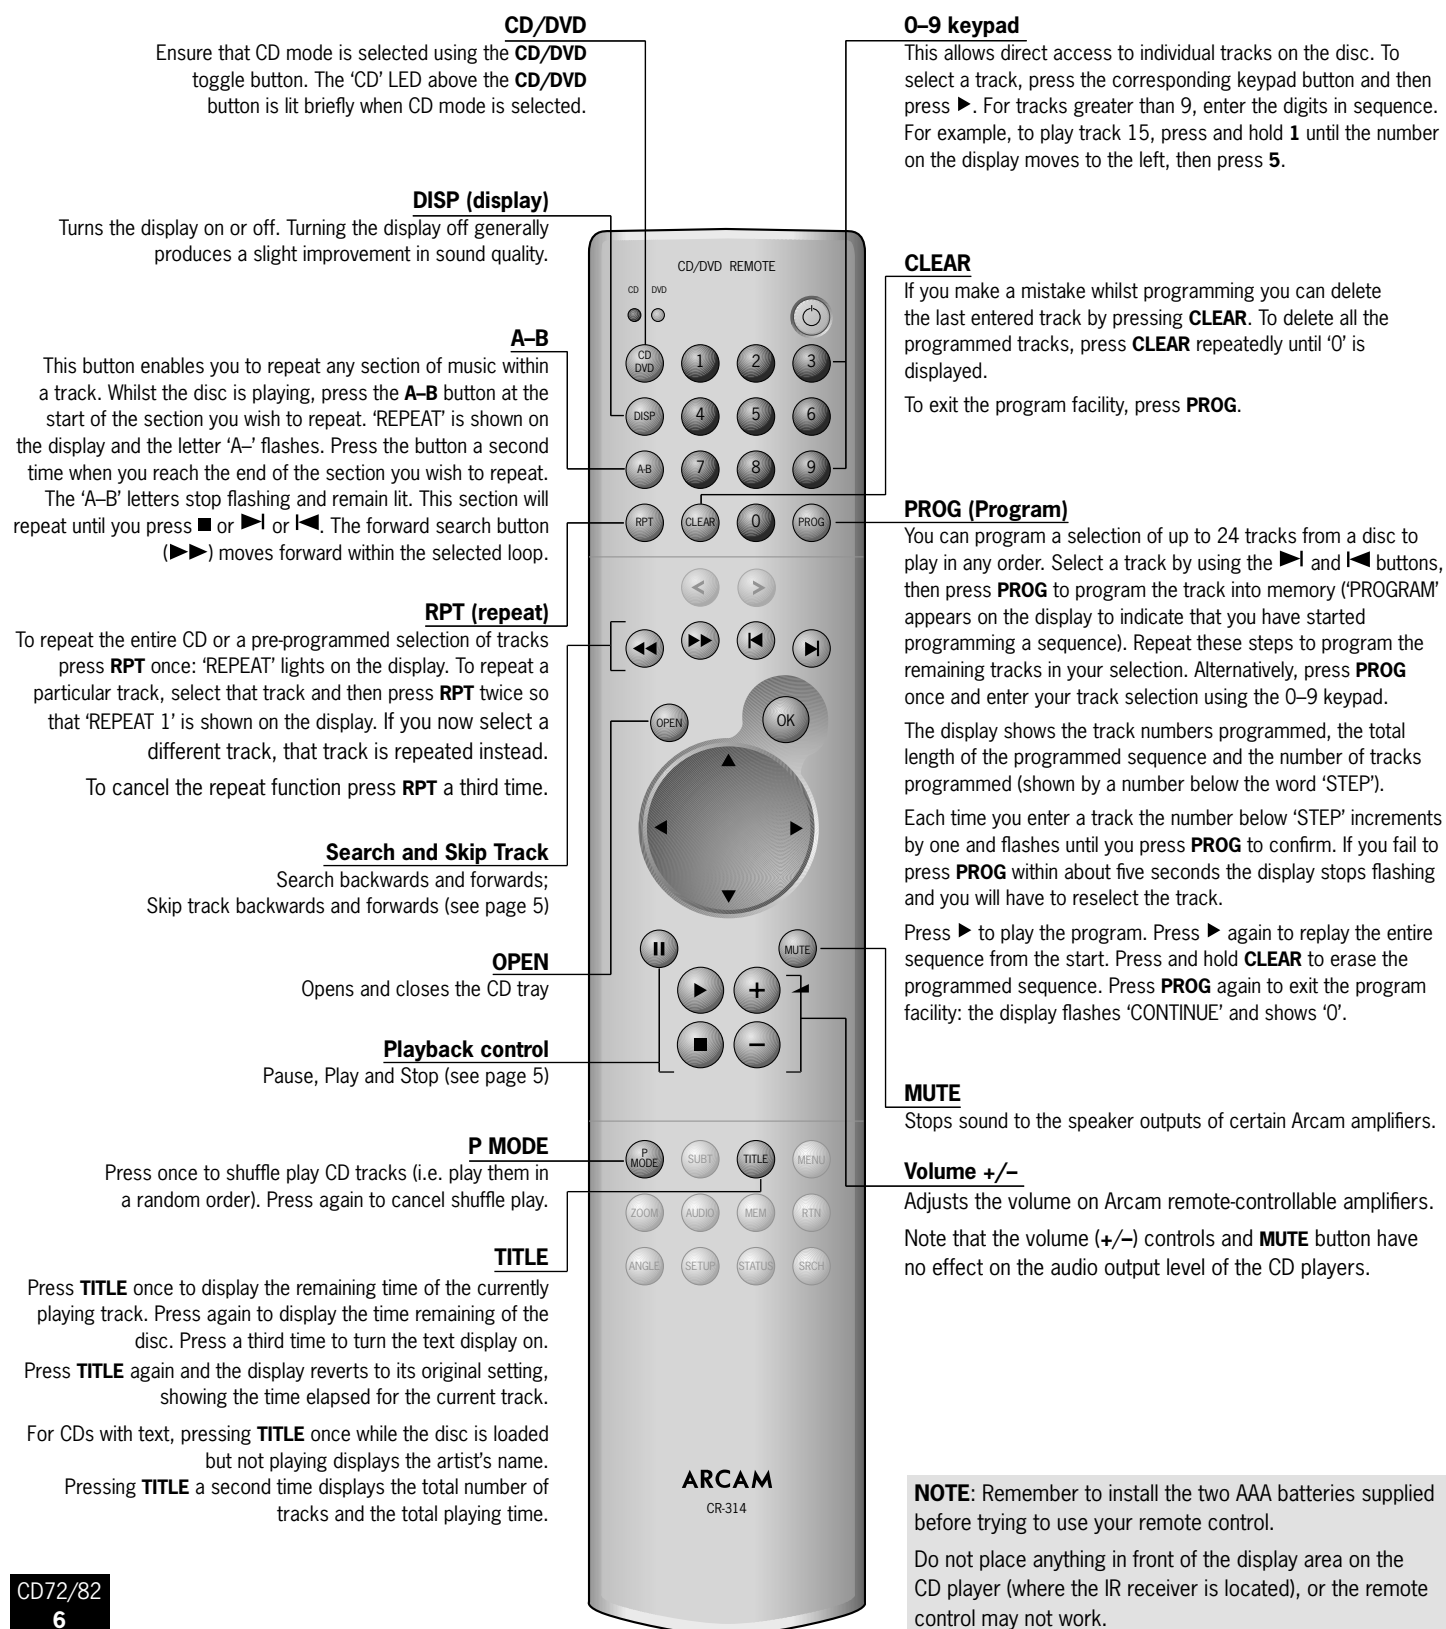 CD/DVD
Ensure that CD mode is selected using the CD/DVD
toggle button. The ‘CD’ LED above the CD/DVD
button is lit briefly when CD mode is selected.
DISP (display)
Turns the display on or off. Turning the display off generally
produces a slight improvement in sound quality.
A–B
This button enables you to repeat any section of music within
a track. Whilst the disc is playing, press the A–B button at the
start of the section you wish to repeat. ‘REPEAT’ is shown on
the display and the letter ‘A–’ flashes. Press the button a second
time when you reach the end of the section you wish to repeat.
The ‘A–B’ letters stop flashing and remain lit. This section will
repeat until you press ■ or ▶I or I◀. The forward search button
(▶▶) moves forward within the selected loop.
RPT (repeat)
To repeat the entire CD or a pre-programmed selection of tracks
press RPT once: ‘REPEAT’ lights on the display. To repeat a
particular track, select that track and then press RPT twice so
that ‘REPEAT 1’ is shown on the display. If you now select a
different track, that track is repeated instead.
To cancel the repeat function press RPT a third time.
Search and Skip Track
Search backwards and forwards;
Skip track backwards and forwards (see page 5)
OPEN
Opens and closes the CD tray
Playback control
Pause, Play and Stop (see page 5)
P MODE
Press once to shuffle play CD tracks (i.e. play them in
a random order). Press again to cancel shuffle play.
TITLE
Press TITLE once to display the remaining time of the currently
playing track. Press again to display the time remaining of the
disc. Press a third time to turn the text display on.
Press TITLE again and the display reverts to its original setting,
showing the time elapsed for the current track.
For CDs with text, pressing TITLE once while the disc is loaded
but not playing displays the artist’s name.
Pressing TITLE a second time displays the total number of
tracks and the total playing time.
CD72/82
6
CD/DVD REMOTE
CD DVD
CD
DVD
1 2 3
DISP 4 5 6
A-B 7 8 9
RPT CLEAR 0 PROG
< >
◀◀ ▶▶ I◀ ▶I
OPEN OK
MUTE
+
−
P
MODE SUBT TITLE MENU
ZOOM AUDIO MEM RTN
ANGLE SETUP STATUS SRCH
ARCAM
CR-314
0–9 keypad
This allows direct access to individual tracks on the disc. To
select a track, press the corresponding keypad button and then
press ▶. For tracks greater than 9, enter the digits in sequence.
For example, to play track 15, press and hold 1 until the number
on the display moves to the left, then press 5.
CLEAR
If you make a mistake whilst programming you can delete
the last entered track by pressing CLEAR. To delete all the
programmed tracks, press CLEAR repeatedly until ‘0’ is
displayed.
To exit the program facility, press PROG.
PROG (Program)
You can program a selection of up to 24 tracks from a disc to
play in any order. Select a track by using the ▶I and I◀ buttons,
then press PROG to program the track into memory (‘PROGRAM’
appears on the display to indicate that you have started
programming a sequence). Repeat these steps to program the
remaining tracks in your selection. Alternatively, press PROG
once and enter your track selection using the 0–9 keypad.
The display shows the track numbers programmed, the total
length of the programmed sequence and the number of tracks
programmed (shown by a number below the word ‘STEP’).
Each time you enter a track the number below ‘STEP’ increments
by one and flashes until you press PROG to confirm. If you fail to
press PROG within about five seconds the display stops flashing
and you will have to reselect the track.
Press ▶ to play the program. Press ▶ again to replay the entire
sequence from the start. Press and hold CLEAR to erase the
programmed sequence. Press PROG again to exit the program
facility: the display flashes ‘CONTINUE’ and shows ‘0’.
MUTE
Stops sound to the speaker outputs of certain Arcam amplifiers.
Volume +/–
Adjusts the volume on Arcam remote-controllable amplifiers.
Note that the volume (+/–) controls and MUTE button have
no effect on the audio output level of the CD players.
NOTE: Remember to install the two AAA batteries supplied
before trying to use your remote control.
Do not place anything in front of the display area on the
CD player (where the IR receiver is located), or the remote
control may not work.